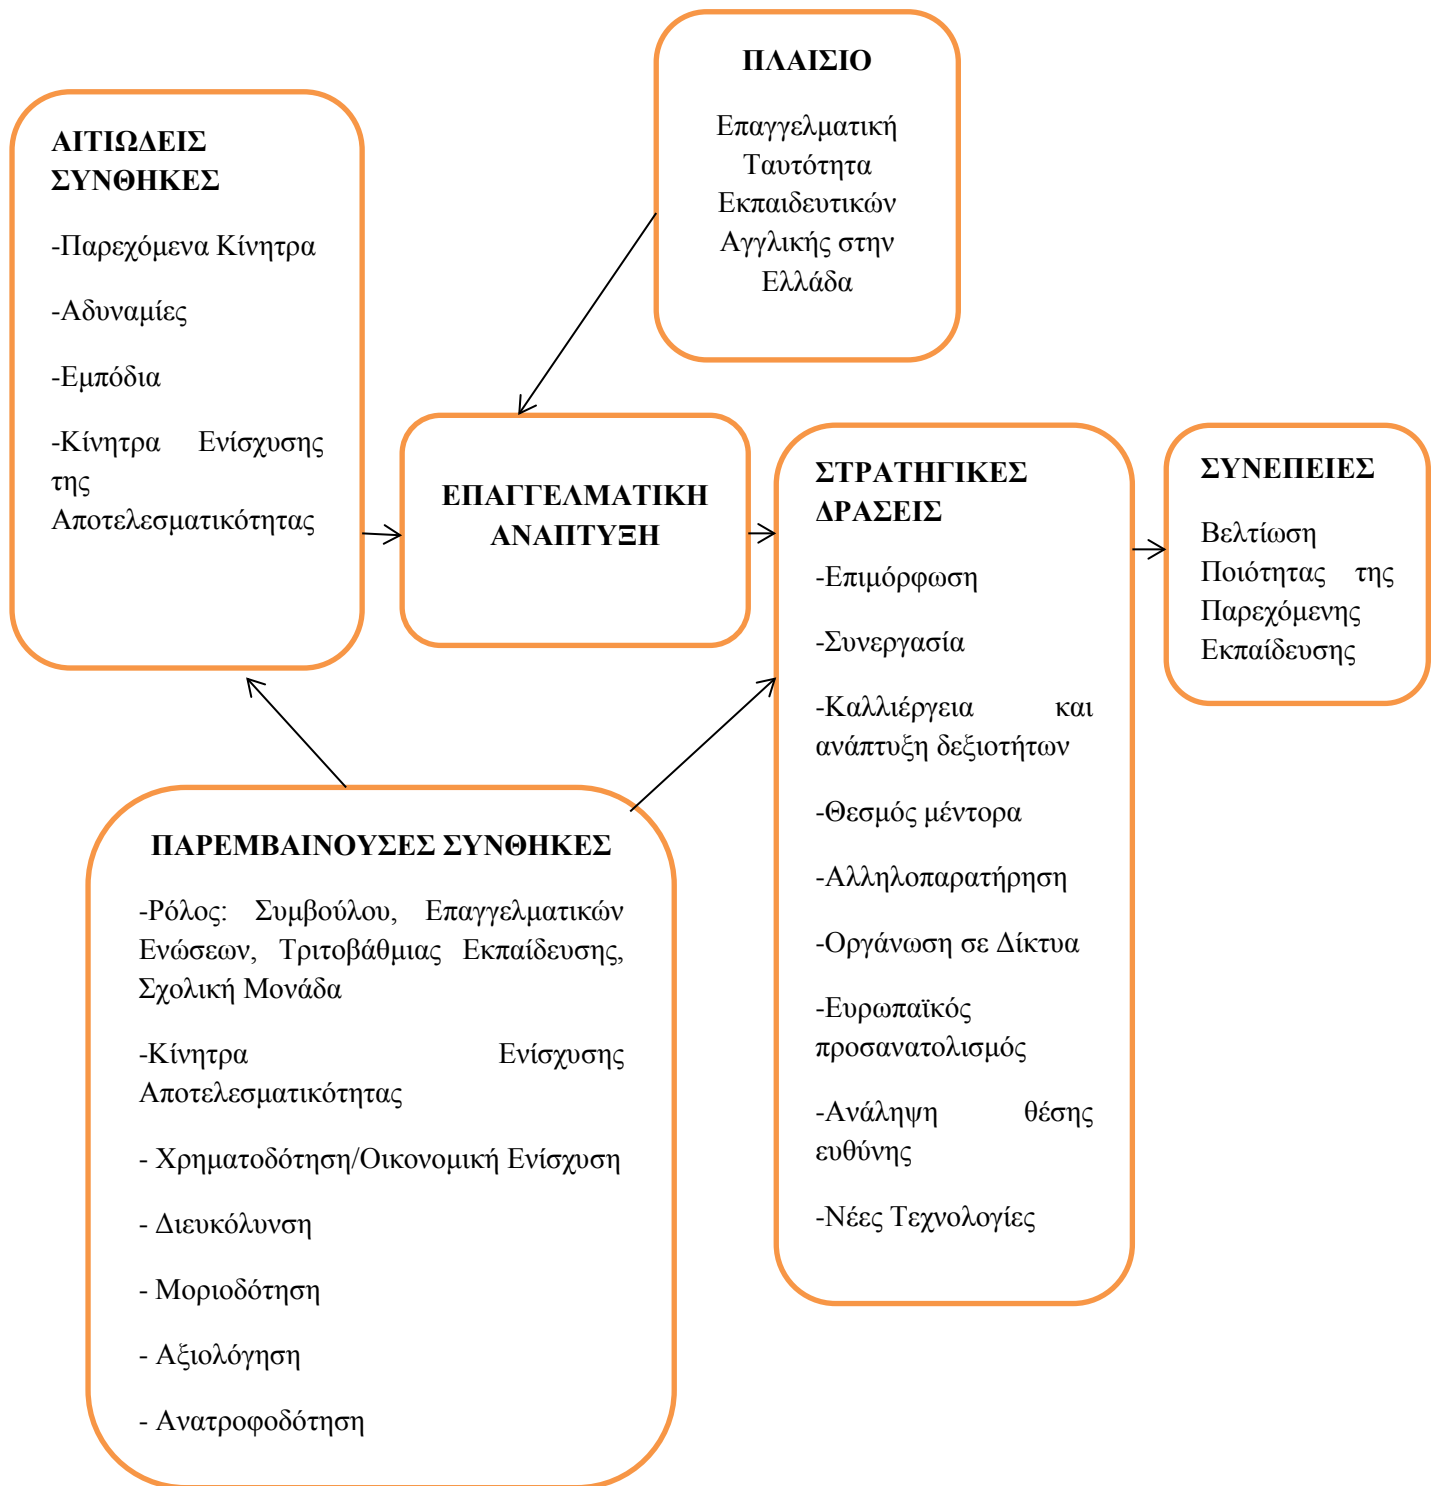 ΠΛΑΙΣΙΟ
Επαγγελματική
Ταυτότητα
Εκπαιδευτικών
Αγγλικής στην
Ελλάδα
ΑΙΤΙΩΔΕΙΣ
ΣΥΝΘΗΚΕΣ
-Παρεχόμενα Κίνητρα
-Αδυναμίες
-Εμπόδια
-Κίνητρα Ενίσχυσης
της
Αποτελεσματικότητας
ΕΠΑΓΓΕΛΜΑΤΙΚΗ
ΑΝΑΠΤΥΞΗ
ΣΤΡΑΤΗΓΙΚΕΣ
ΔΡΑΣΕΙΣ
-Επιμόρφωση
-Συνεργασία
-Καλλιέργεια και
ανάπτυξη δεξιοτήτων
-Θεσμός μέντορα
-Αλληλοπαρατήρηση
-Οργάνωση σε Δίκτυα
-Ευρωπαϊκός
προσανατολισμός
-Ανάληψη θέσης
ευθύνης
-Νέες Τεχνολογίες
ΣΥΝΕΠΕΙΕΣ
Βελτίωση
Ποιότητας της
Παρεχόμενης
Εκπαίδευσης
ΠΑΡΕΜΒΑΙΝΟΥΣΕΣ ΣΥΝΘΗΚΕΣ
-Ρόλος: Συμβούλου, Επαγγελματικών
Ενώσεων, Τριτοβάθμιας Εκπαίδευσης,
Σχολική Μονάδα
-Κίνητρα Ενίσχυσης
Αποτελεσματικότητας
- Χρηματοδότηση/Οικονομική Ενίσχυση
- Διευκόλυνση
- Μοριοδότηση
- Αξιολόγηση
- Ανατροφοδότηση